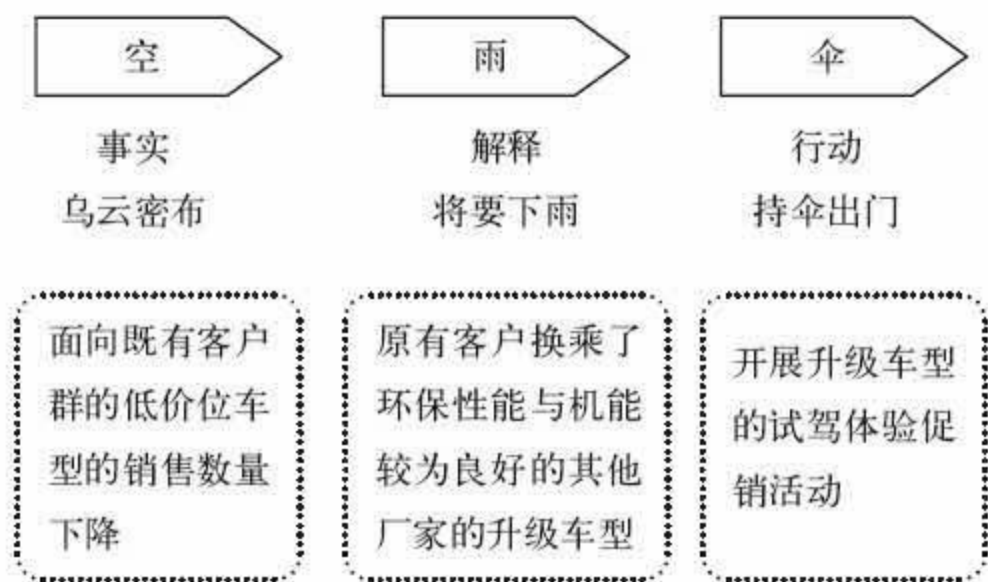 空
雨
伞
事实
解释
行动
乌云密布
将要下雨
持伞出门
面向既有客户
群的低价位车
型的销售数量
下降
原有客户换乘了
环保性能与机能
较为良好的其他
厂家的升级车型
开展升级车型
的试驾体验促
销活动